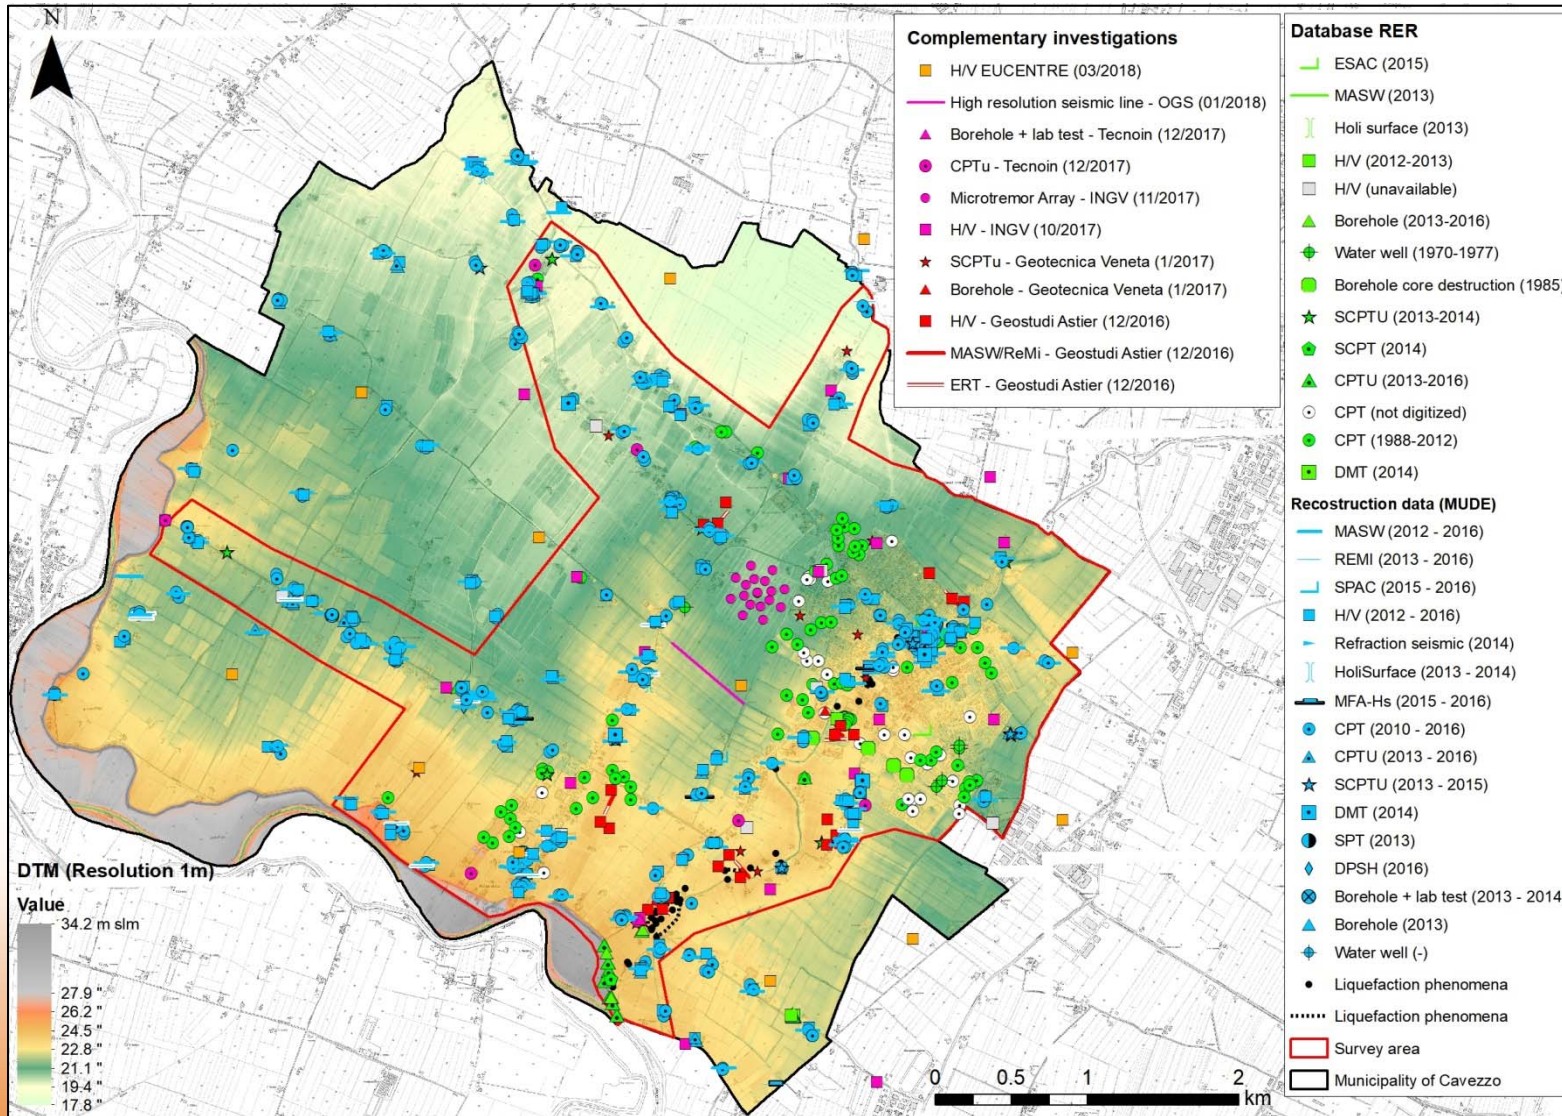 N
Complementary investigations
H/V EUCENTRE (03/2018)
High resolution seismic line - OGS (01/2018)
Borehole + lab test - Tecnoin (12/2017)
CPTu - Tecnoin (12/2017)
Microtremor Array - INGV (11/2017)
H/V - INGV (10/2017)
SCPTu - Geotecnica Veneta (1/2017)
Borehole - Geotecnica Veneta (1/2017)
H/V - Geostudi Astier (12/2016)
MASW/ReMi - Geostudi Astier (12/2016)
ERT - Geostudi Astier (12/2016)
Database RER
ESAC (2015)
MASW (2013)
Holi surface (2013)
H/V (2012-2013)
H/V (unavailable)
Borehole (2013-2016)
Water well (1970-1977)
Borehole core destruction (1985)
SCPTU (2013-2014)
SCPT (2014)
CPTU (2013-2016)
CPT (not digitized)
CPT (1988-2012)
DMT (2014)
Recostruction data (MUDE)
MASW (2012 - 2016)
REMI (2013 - 2016)
SPAC (2015 - 2016)
H/V (2012 - 2016)
Refraction seismic (2014)
HoliSurface (2013 - 2014)
MFA-Hs (2015 - 2016)
CPT (2010 - 2016)
CPTU (2013 - 2016)
SCPTU (2013 - 2015)
DMT (2014)
SPT (2013)
DPSH (2016)
Borehole + lab test (2013 - 2014
Borehole (2013)
Water well (-)
Liquefaction phenomena
Liquefaction phenomena
Survey area
Municipality of Cavezzo
DTM (Resolution 1m)
Value
34.2 m slm
27.9 "
26.2 "
24.5 "
22.8 "
21.1 "
19.4 "
17.8 "
0 0.5 1 2
km